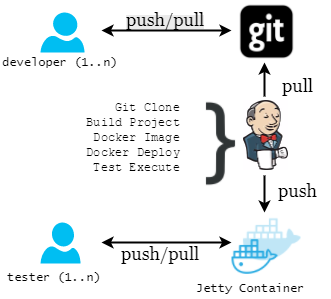 push/pull
git
developer (1..n)
pull
Git Clone
Build Project
Docker Image
Docker Deploy
Test Execute
push
push/pull
tester (1..n)
Jetty Container